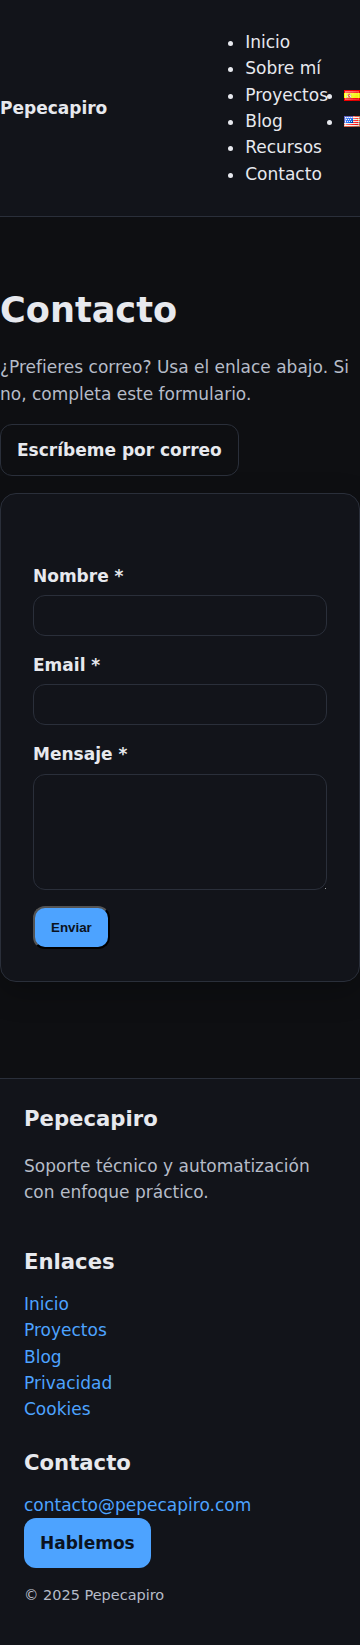 Pepecapiro
Inicio
Sobre mí
Proyectos
Blog
Recursos
Contacto
Contacto
¿Prefieres correo? Usa el enlace abajo. Si
no, completa este formulario.
Escríbeme por correo
Nombre *
Email *
Mensaje *
Enviar
Pepecapiro
Soporte técnico y automatización
con enfoque práctico.
Enlaces
Inicio
Proyectos
Blog
Privacidad
Cookies
Contacto
contacto@pepecapiro.com
Hablemos
© 2025 Pepecapiro